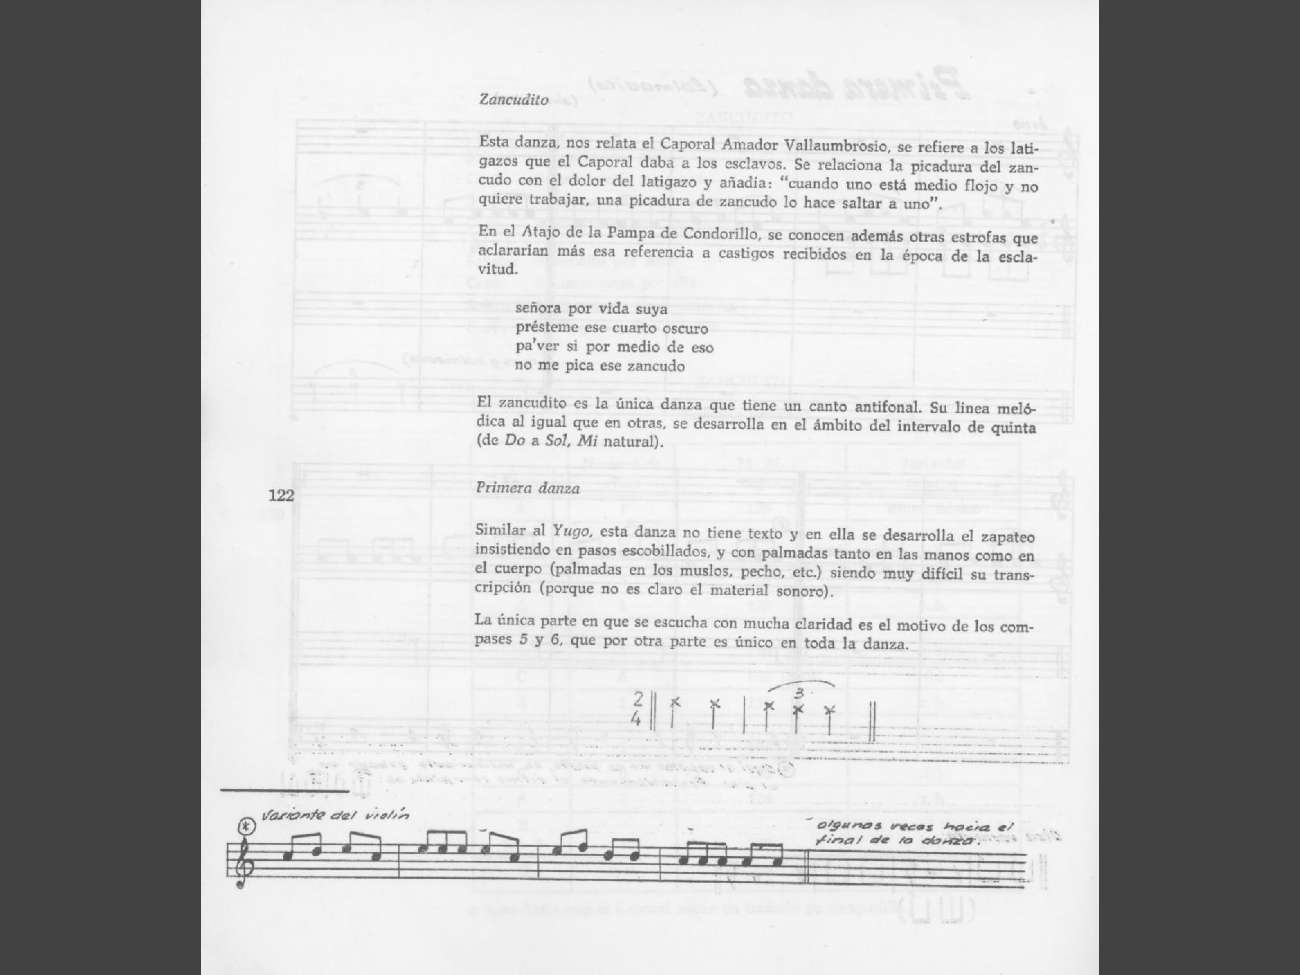 Zancudito
Esta danza, nos relata el Caporal Amador Vallaumbrosio, se refiere a los lati-
gazos que el Caporal daba a los esclavos. Se relaciona la picadura del zan-
cudo con el dolor del latigazo y añadia: “cuando uno está medio flojo y no
quiere trabajar, una picadura de zancudo lo hace saltar a uno”.
En el Atajo de la Pampa de Condorillo, se conocen además otras estrofas que
aclararian más esa referencia a castigos recibidos en la época de la escla-
vitud.
señora por vida suya
présteme ese cuarto oscuro
pa'ver si por medio de eso
no me pica ese zancudo
El zancudito es la única danza que tiene un canto antifonal. Su linea meló-
dica al igual que en otras, se desarrolla en el ámbito del intervalo de quinta
(de Do a Sol, Mi natural).
122
Primera danza
Similar al Yugo, esta danza no tiene texto y en ella se desarrolla el zapateo
insistiendo en pasos escobillados, y con palmadas tanto en las manos como en
el cuerpo (palmadas en los muslos, pecho, etc.) siendo muy difícil su trans-
cripción (porque no es claro el material sonoro).
La única parte en que se escucha con mucha claridad es el motivo de los com-
pases 5 y 6, que por otra parte es único en toda la danza.
2
4
3
* Variante del violín
algunas veces hacia el
final de la danza.